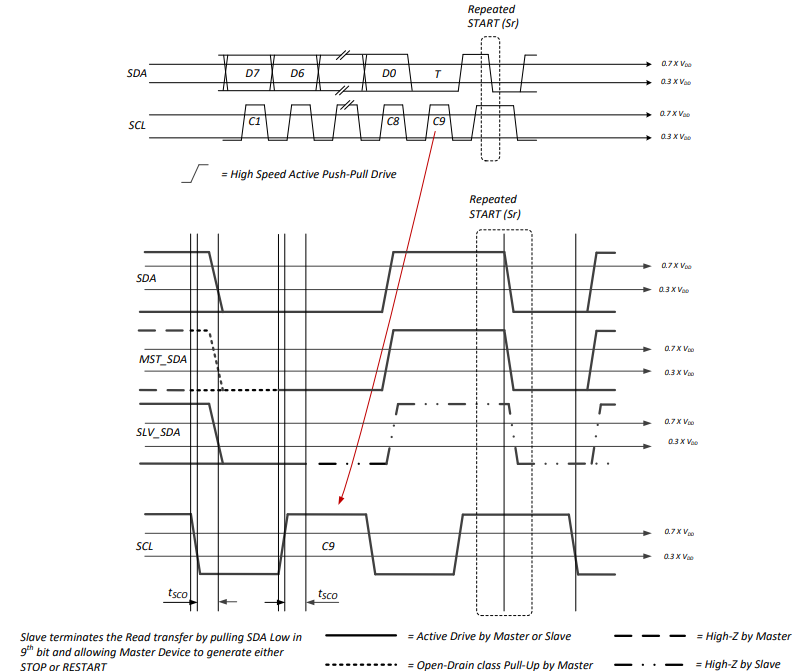 Repeated
START (Sr)
SDA
D7
D6
D0
T
0.7 X VDD
0.3 X VDD
SCL
C1
C8
C9
0.7 X VDD
0.3 X VDD
= High Speed Active Push-Pull Drive
Repeated
START (Sr)
SDA
0.7 X VDD
0.3 X VDD
MST_SDA
0.7 X VDD
0.3 X VDD
SLV_SDA
0.7 X VDD
0.3 X VDD
SCL
C9
0.7 X VDD
0.3 X VDD
tSCO
tSCO
Slave terminates the Read transfer by pulling SDA Low in
9th bit and allowing Master Device to generate either
STOP or RESTART
= Active Drive by Master or Slave
= High-Z by Master
= Open-Drain class Pull-Up by Master
= High-Z by Slave